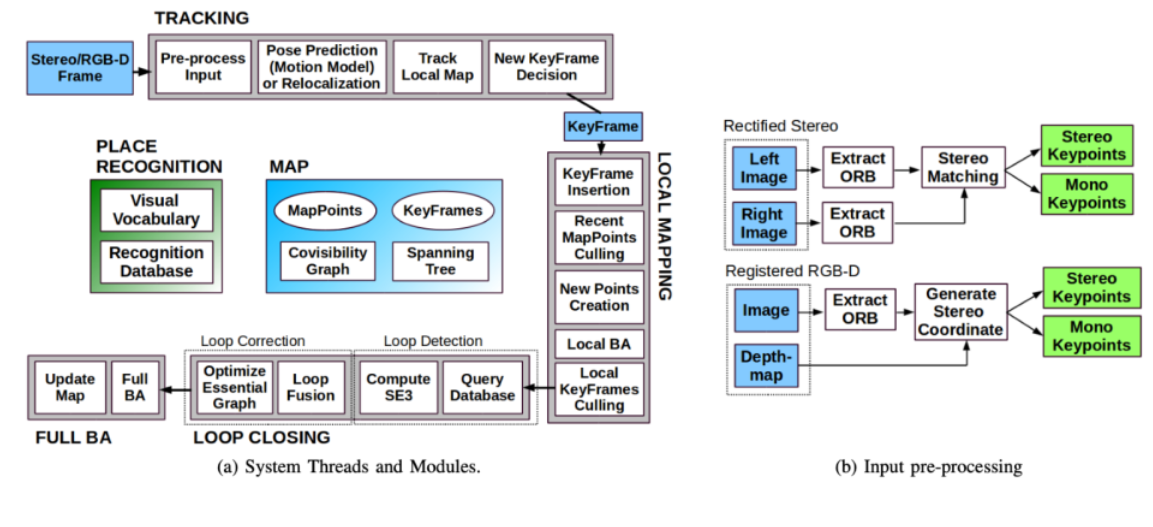 TRACKING
Stereo/RGB-D
Frame
Pre-process
Input
Pose Prediction
(Motion Model)
or Relocalization
Track
Local Map
New KeyFrame
Decision
KeyFrame
PLACE
RECOGNITION
Visual
Vocabulary
Recognition
Database
MAP
MapPoints
KeyFrames
Covisibility
Graph
Spanning
Tree
LOCAL MAPPING
KeyFrame
Insertion
Recent
MapPoints
Culling
New Points
Creation
Local BA
Local
KeyFrames
Culling
Loop Correction
Loop Detection
Update
Map
Full
BA
Optimize
Essential
Graph
Loop
Fusion
Compute
SE3
Query
Database
FULL BA
LOOP CLOSING
(a) System Threads and Modules.
Rectified Stereo
Left
Image
Extract
ORB
Stereo
Matching
Stereo
Keypoints
Mono
Keypoints
Right
Image
Extract
ORB
Registered RGB-D
Image
Extract
ORB
Generate
Stereo
Coordinate
Stereo
Keypoints
Mono
Keypoints
Depth-
map
(b) Input pre-processing